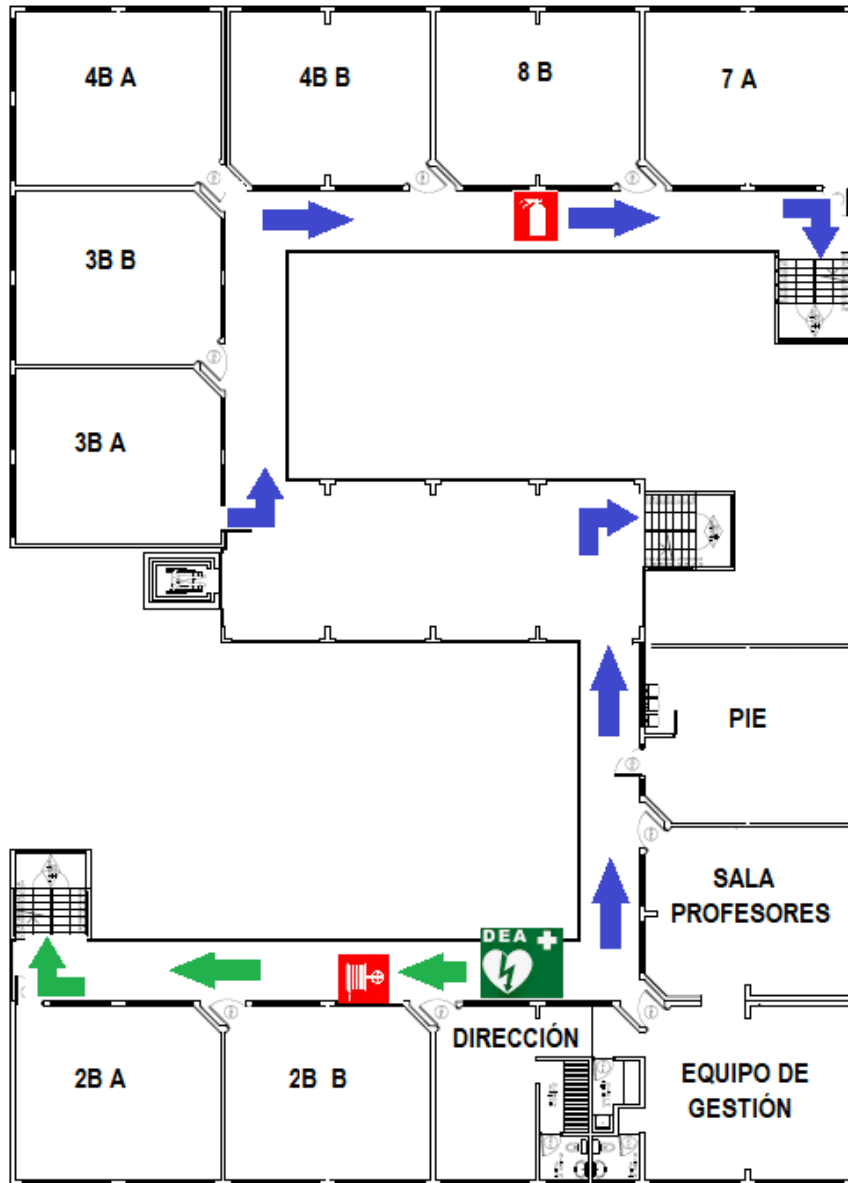 4B A
4B B
8 B
7 A
3B B
3B A
PIE
SALA
PROFESORES
DEA
DIRECCIÓN
2B A
2B B
EQUIPO DE
GESTIÓN